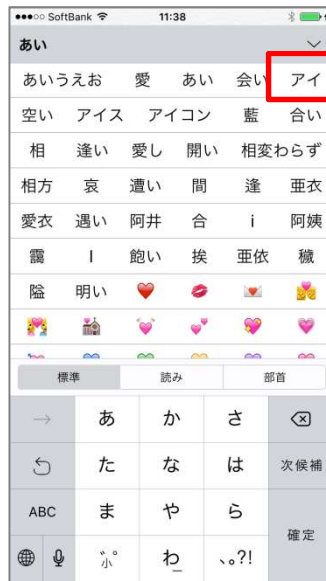 SoftBank 11:38
あい
あいうえお 愛 あい 会い アイ
空い アイス アイコン 藍 合い
相 逢い 愛し 開い 相変わらず
相方 哀 遭い 間 逢 亜衣
愛衣 遇い 阿井 合 i 阿姨
靄 I 飽い 挨 亜依 穢
隘 明い
標準 読み 部首
→ あ か さ
た な は 次候補
ABC ま や ら
小゛゜ わ 、。?! 確定